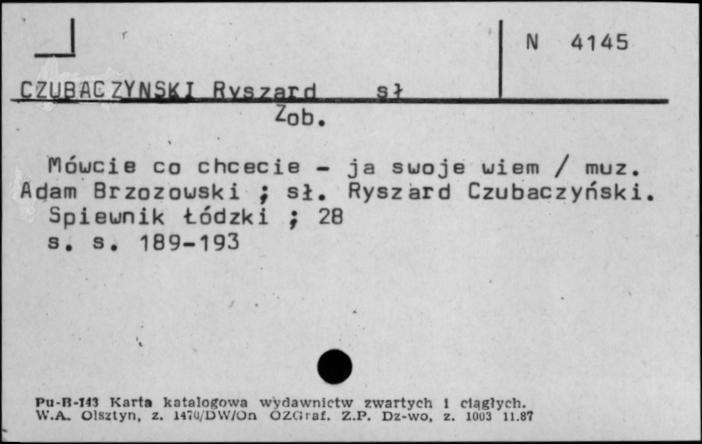 N 4145
CZUBACZYNSKI Ryszard sł
Zob.
Mówcie co chcecie - ja swoje wiem / muz.
Adam Brzozowski ; sł. Ryszard Czubaczyński.
Spiewnik Łódzki ; 28
s. s. 189-193
Pu-B-143 Karta katalogowa wydawnictw zwartych i ciągłych.
W.A. Olsztyn, z. 1470/DW/On OZGraf. Z.P. Dz-wo, z. 1003 11.87